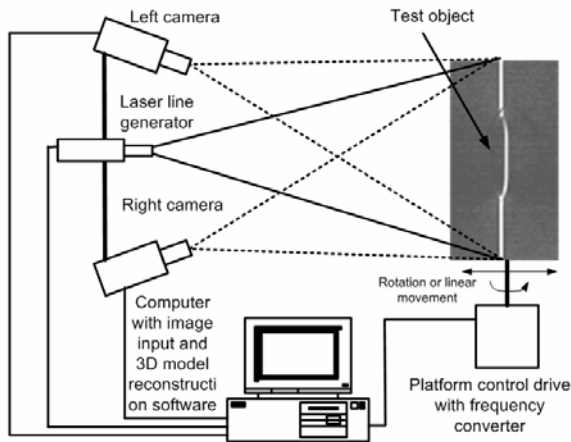 Left camera
Test object
Laser line
generator
Right camera
Rotation or linear
movement
Computer
with image
input and
3D model
reconstructi
on software
Platform control drive
with frequency
converter